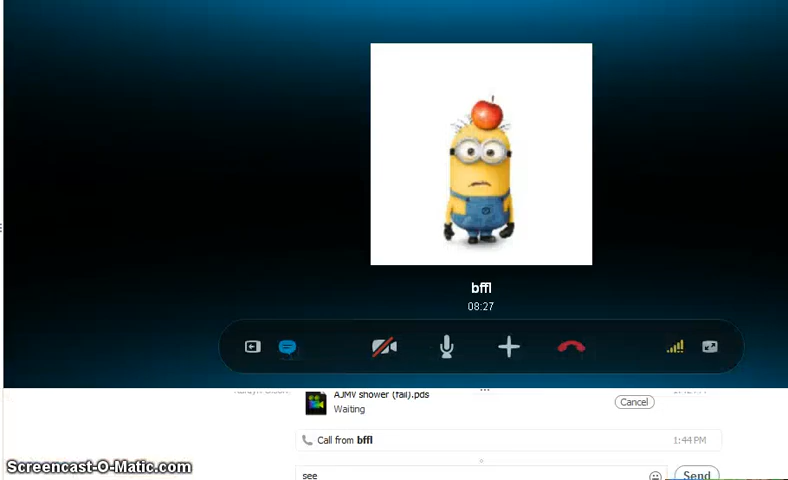 bffl
08:27
AJMV shower (fail).pds
Waiting
Cancel
Call from bffl
1:44 PM
see
Send
Screencast-O-Matic.com